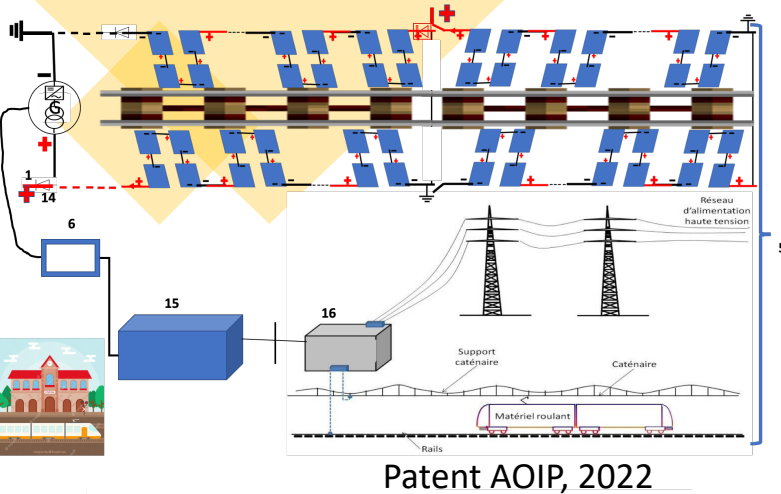 +
-
G
+
1
+
14
6
15
16
5
Réseau
d'alimentation
haute tension
Support
caténaire
Caténaire
Matériel roulant
Rails
Patent AOIP, 2022